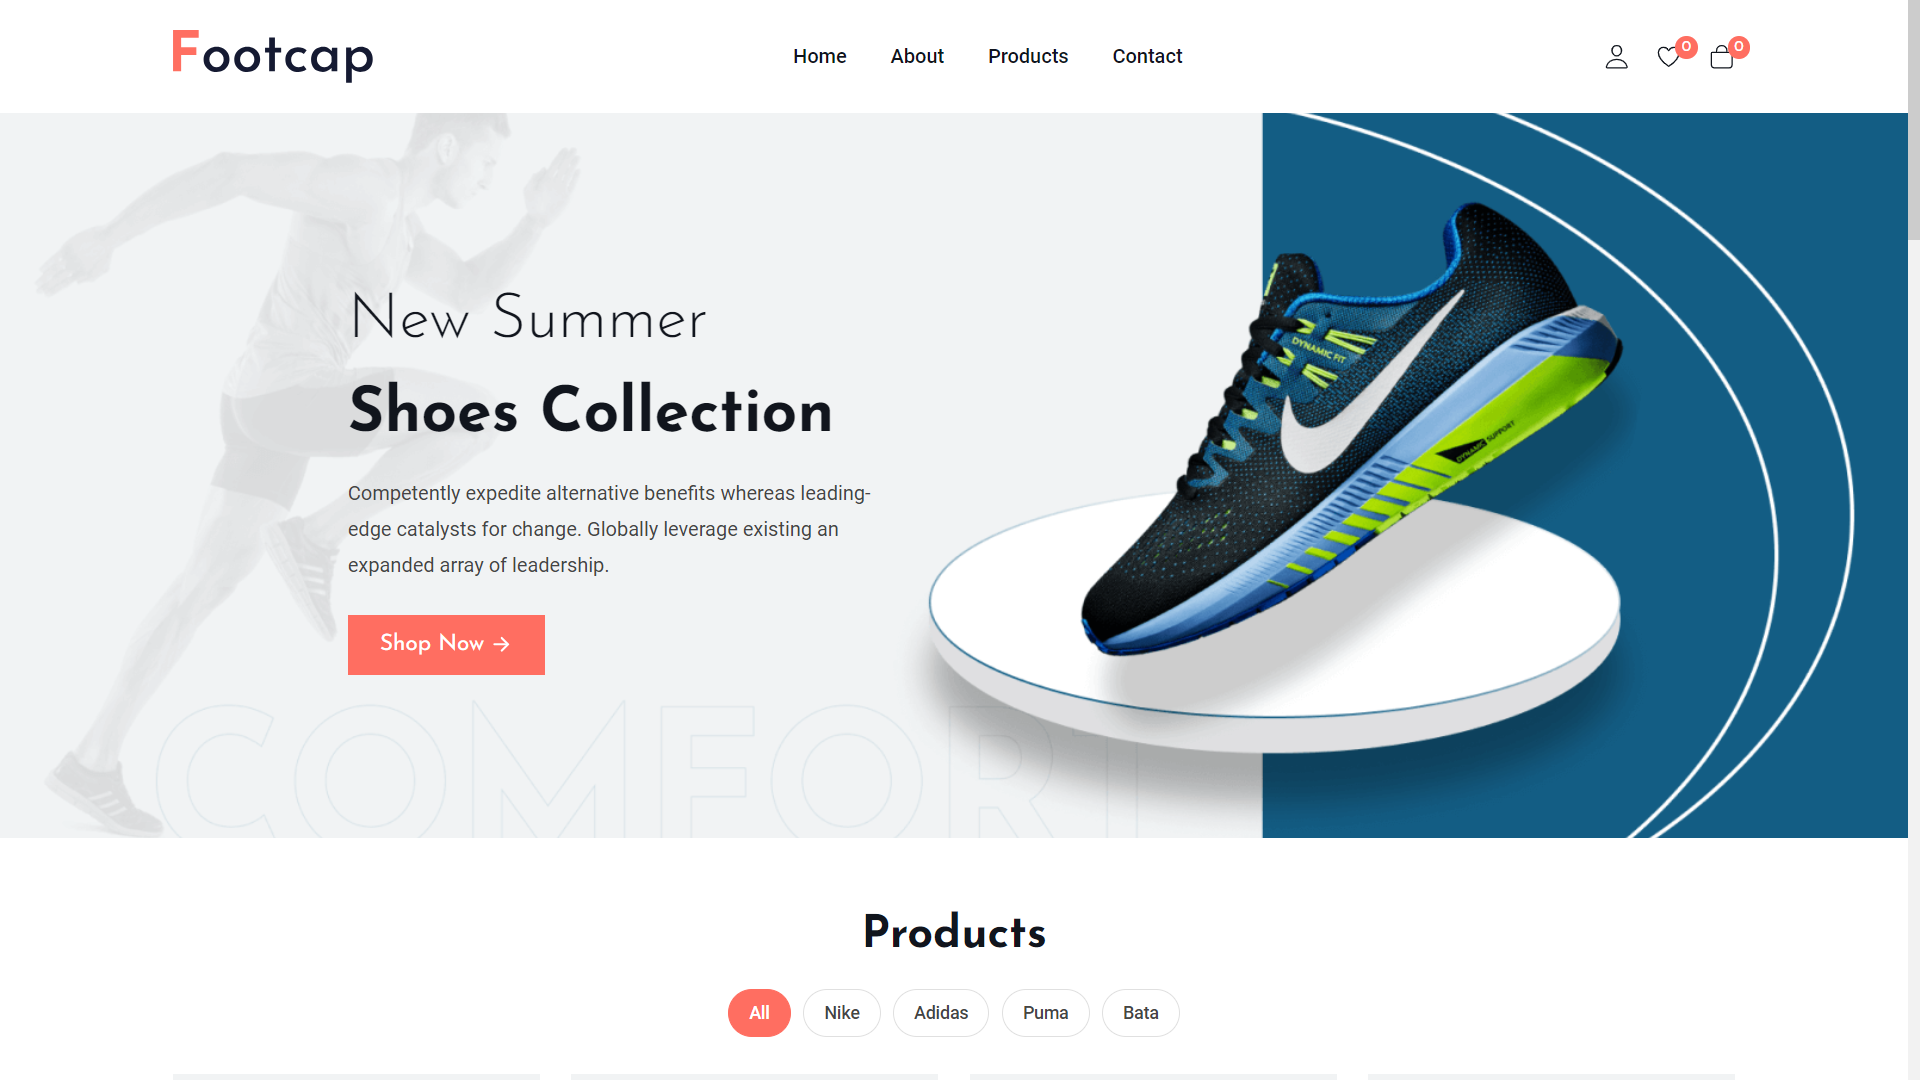 Footcap
Home
About
Products
Contact
0
0
New Summer
Shoes Collection
Competently expedite alternative benefits whereas leading-
edge catalysts for change. Globally leverage existing an
expanded array of leadership.
Shop Now →
DYNAMIC FIT
DYNAMIC SUPPORT
COMFORT
Products
All
Nike
Adidas
Puma
Bata